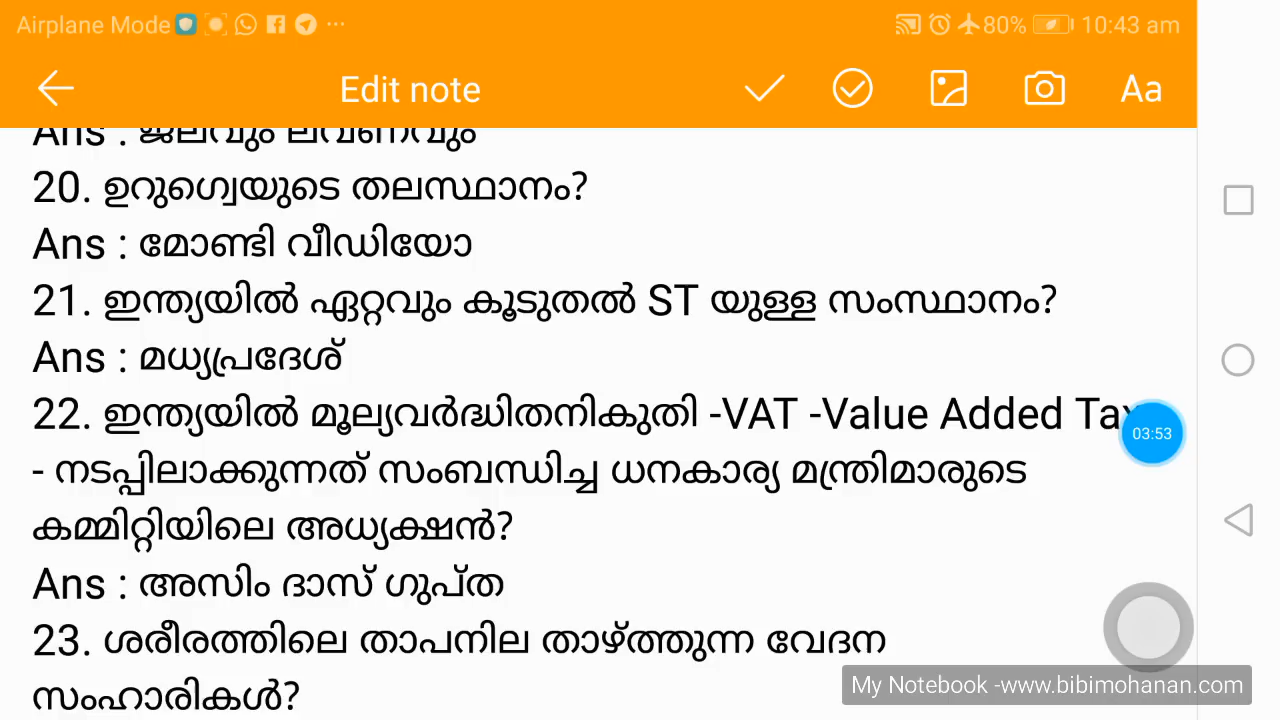 Airplane Mode ... 80% 10:43 am
Edit note Aa
Ans : ജലവും ലവണവും
20. ഉറുഗ്വെയുടെ തലസ്ഥാനം?
Ans : മോണ്ടി വീഡിയോ
21. ഇന്ത്യയിൽ ഏറ്റവും കൂടുതൽ ST യുള്ള സംസ്ഥാനം?
Ans : മധ്യപ്രദേശ്
22. ഇന്ത്യയിൽ മൂല്യവർദ്ധിതനികുതി -VAT -Value Added Tax
03:53
- നടപ്പിലാക്കുന്നത് സംബന്ധിച്ച ധനകാര്യ മന്ത്രിമാരുടെ
കമ്മിറ്റിയിലെ അധ്യക്ഷൻ?
Ans : അസിം ദാസ് ഗുപ്ത
23. ശരീരത്തിലെ താപനില താഴ്ത്തുന്ന വേദന
സംഹാരികൾ?
My Notebook -www.bibimohanan.com